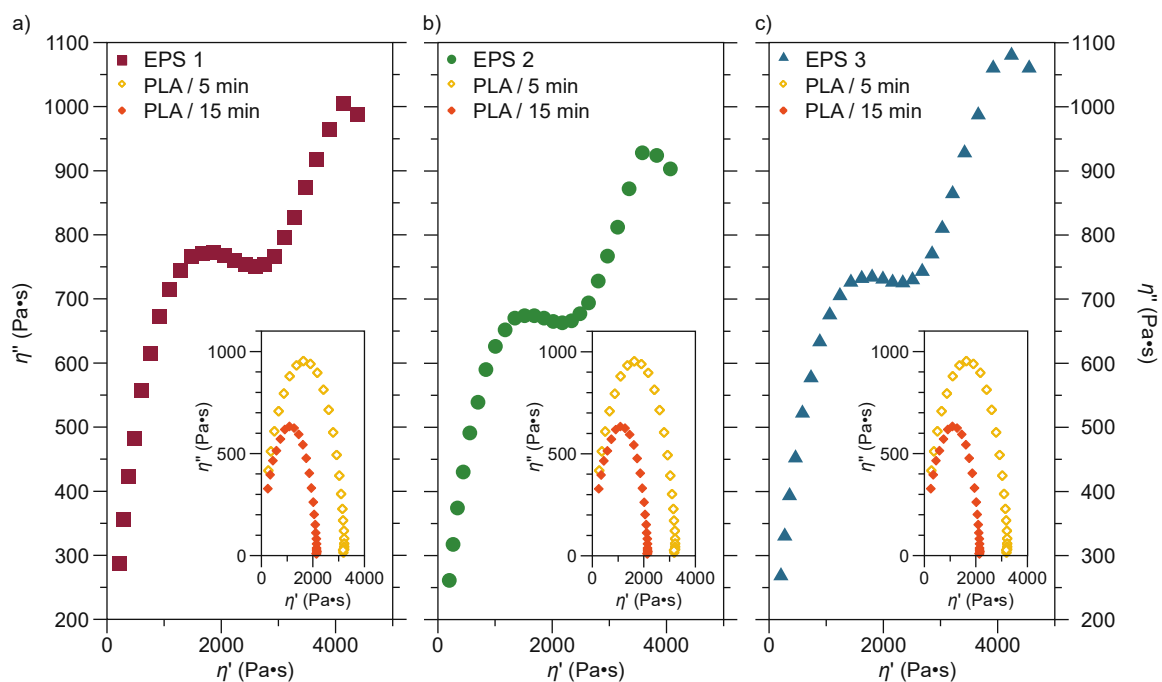 a)
EPS 1
PLA / 5 min
PLA / 15 min
1100
1000
900
800
700
600
500
400
300
200
η'' (Pa•s)
0
2000
4000
η' (Pa•s)
1000
500
0
η'' (Pa•s)
0
2000
4000
η' (Pa•s)
b)
EPS 2
PLA / 5 min
PLA / 15 min
0
2000
4000
η' (Pa•s)
1000
500
0
η'' (Pa•s)
0
2000
4000
η' (Pa•s)
c)
EPS 3
PLA / 5 min
PLA / 15 min
1100
1000
900
800
700
600
500
400
300
200
η'' (Pa•s)
0
2000
4000
η' (Pa•s)
1000
500
0
η'' (Pa•s)
0
2000
4000
η' (Pa•s)